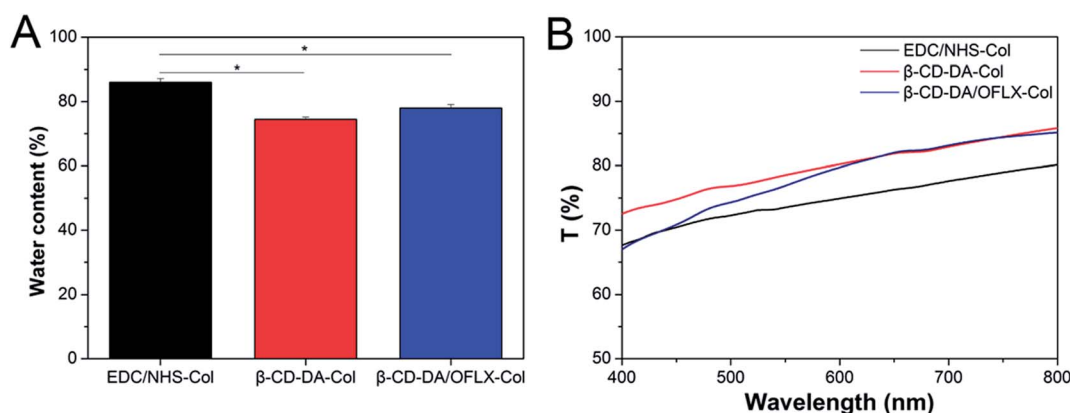 A
Water content (%)
100
80
60
40
20
0
*
*
EDC/NHS-Col
β-CD-DA-Col
β-CD-DA/OFLX-Col
B
T (%)
100
90
80
70
60
50
EDC/NHS-Col
β-CD-DA-Col
β-CD-DA/OFLX-Col
400
500
600
700
800
Wavelength (nm)